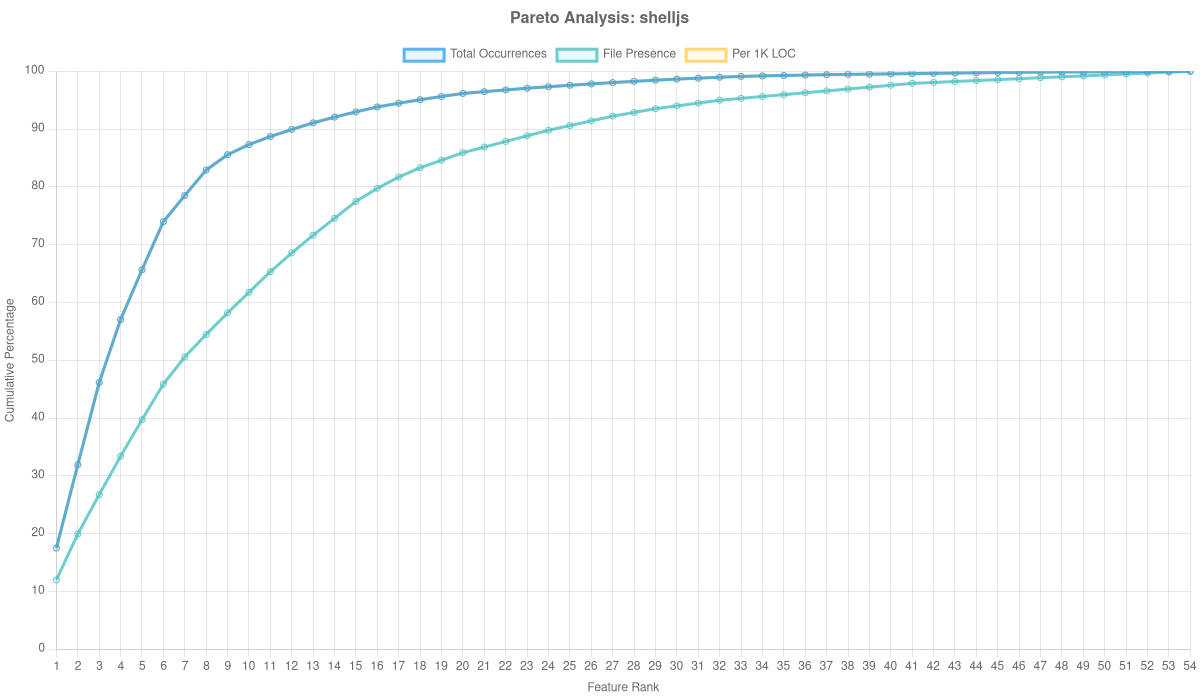 Pareto Analysis: shelljs
Total Occurrences File Presence Per 1K LOC
100
90
80
70
60
50
40
30
20
10
0
Cumulative Percentage
1 2 3 4 5 6 7 8 9 10 11 12 13 14 15 16 17 18 19 20 21 22 23 24 25 26 27 28 29 30 31 32 33 34 35 36 37 38 39 40 41 42 43 44 45 46 47 48 49 50 51 52 53 54
Feature Rank